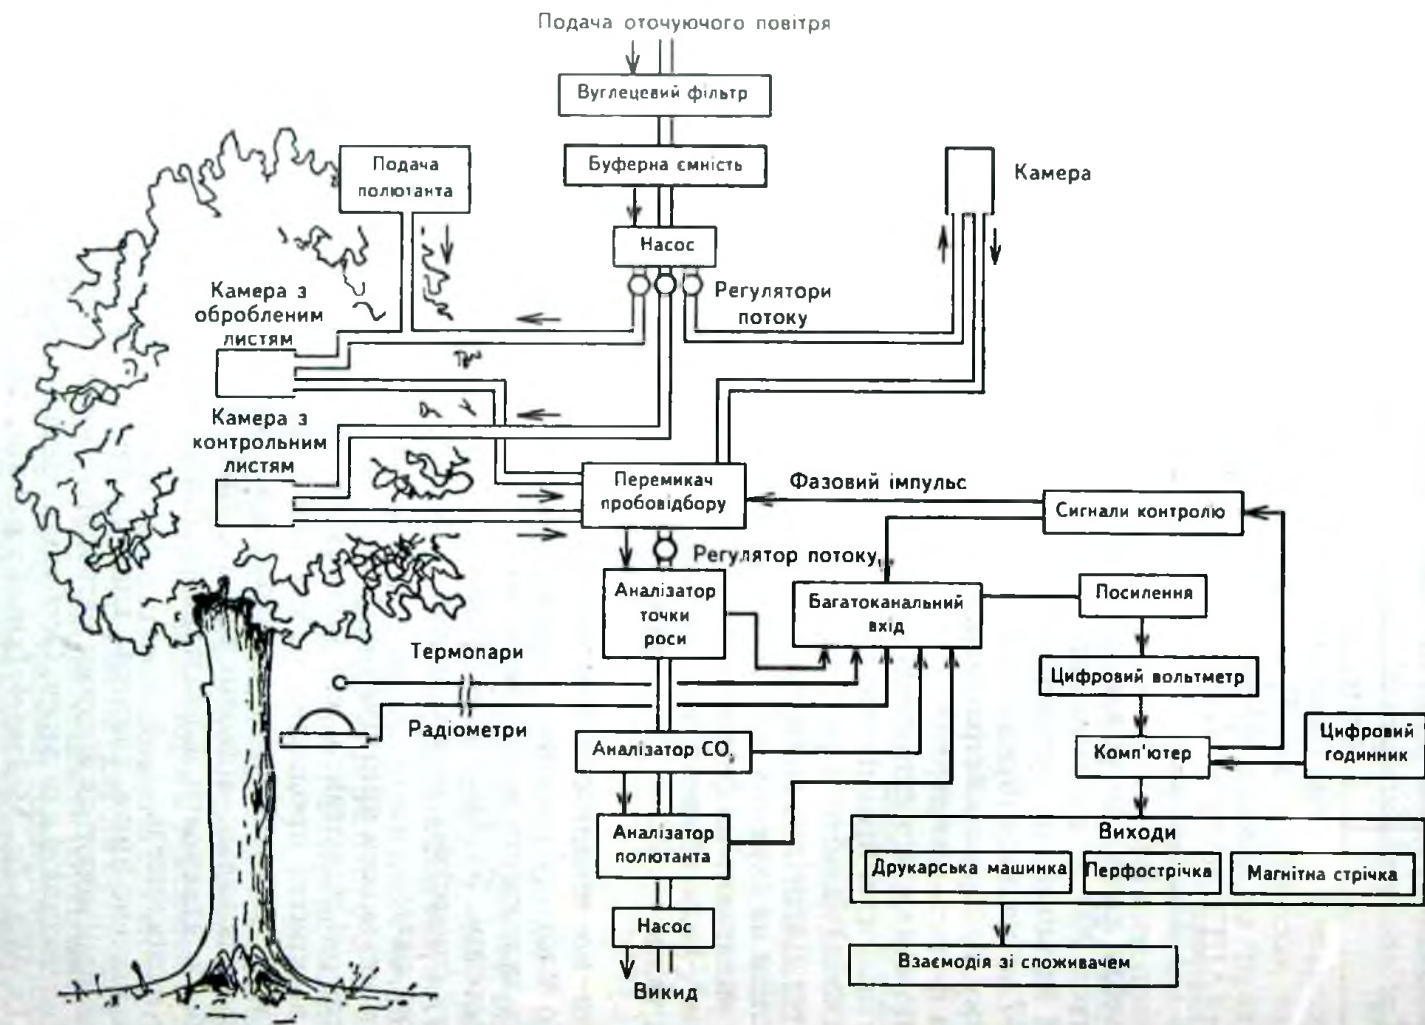 Подача оточуючого повітря
Вуглецевий фільтр
Буферна ємність
Подача
полютанта
Камера
Насос
Регулятори
потоку
Камера з
обробленим
листям
Камера з
контрольним
листям
Перемикач
пробовідбору
Фазовий імпульс
Сигнали контролю
Регулятор потоку
Аналізатор
точки
роси
Багатоканальний
вхід
Посилення
Термопари
Цифровий вольтметр
Радіометри
Аналізатор CO₂
Комп'ютер
Цифровий
годинник
Аналізатор
полютанта
Виходи
Друкарська машинка
Перфострічка
Магнітна стрічка
Насос
Взаємодія зі споживачем
Викид